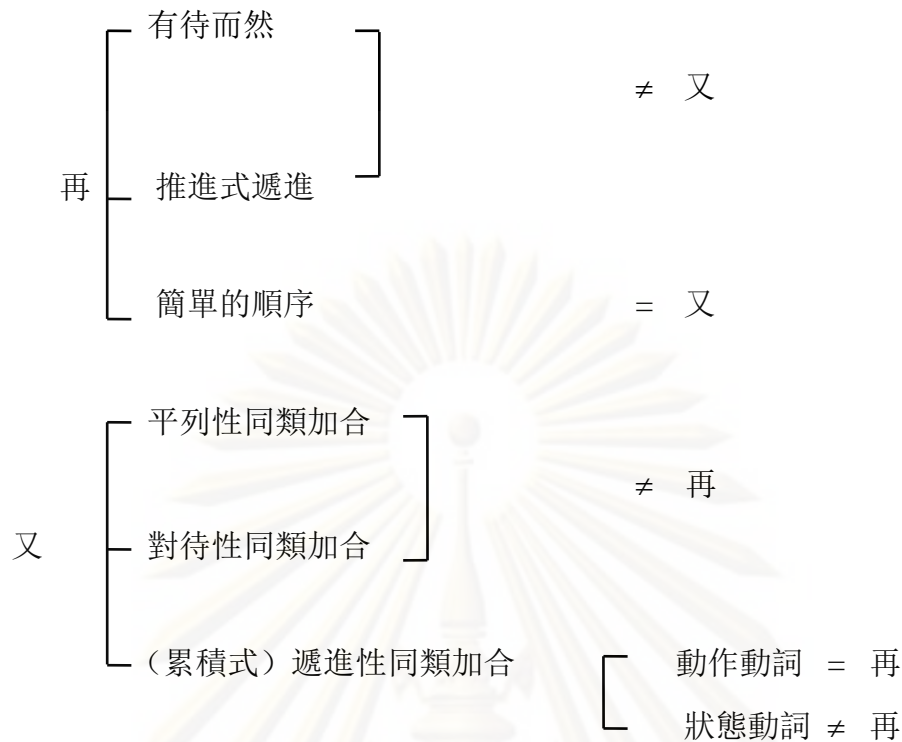 有待而然
≠ 又
再 推進式遞進
簡單的順序 = 又
平列性同類加合
≠ 再
又 對待性同類加合
（累積式）遞進性同類加合 動作動詞 = 再
狀態動詞 ≠ 再